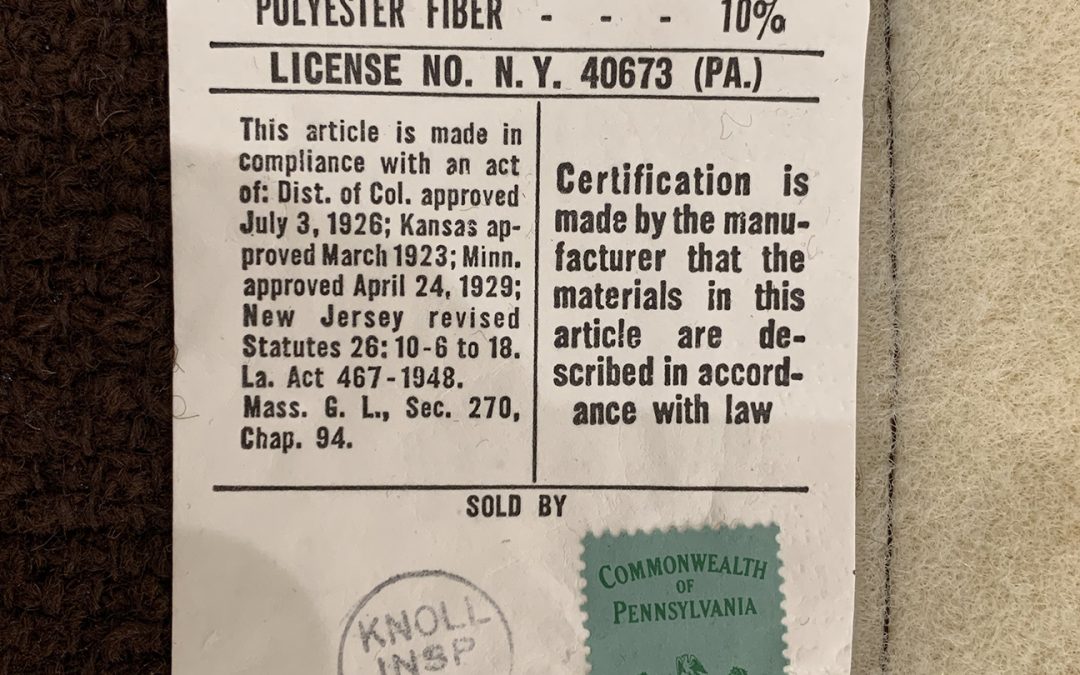 POLYESTER FIBER - - - 10%
LICENSE NO. N.Y. 40673 (PA.)
This article is made in
compliance with an act
of: Dist. of Col. approved
July 3, 1926; Kansas ap-
proved March 1923; Minn.
approved April 24, 1929;
New Jersey revised
Statutes 26: 10-6 to 18.
La. Act 467-1948.
Mass. G. L., Sec. 270,
Chap. 94.
Certification is
made by the manu-
facturer that the
materials in this
article are de-
scribed in accord-
ance with law
SOLD BY
KNOLL
INSP
COMMONWEALTH
OF
PENNSYLVANIA